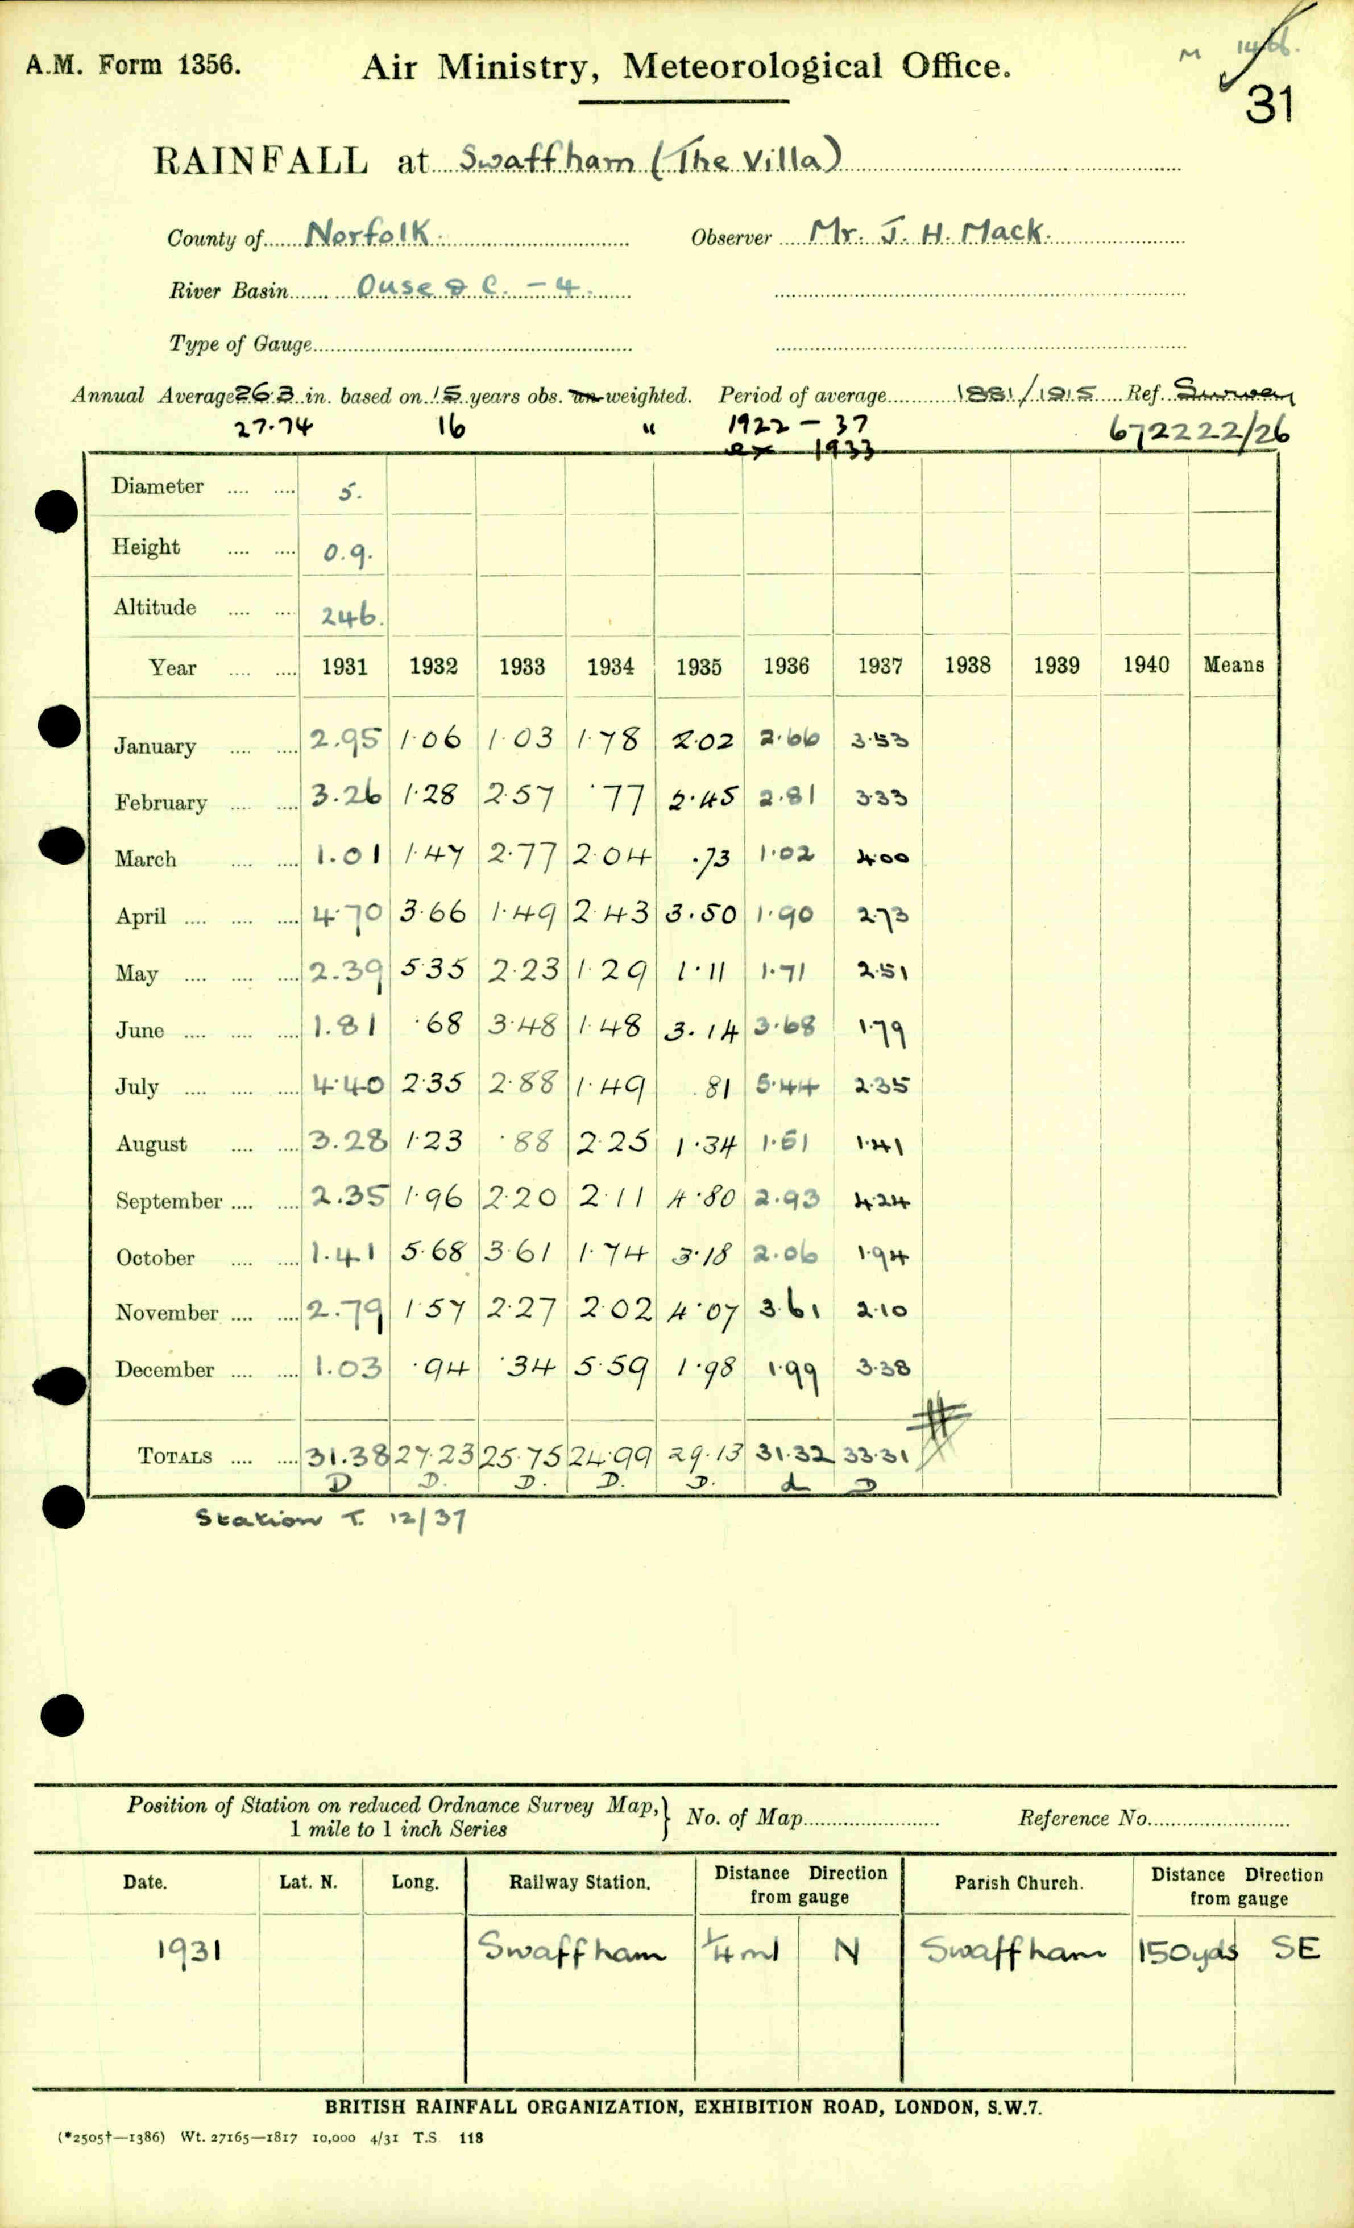 M 1466.
A.M. Form 1356. Air Ministry, Meteorological Office.
31
RAINFALL at Swaffham (The Villa)
County of Norfolk. Observer Mr. J. H. Mack.
River Basin Ouse & C. - 4.
Type of Gauge
Annual Average 26.3 in. based on 15 years obs. un-weighted. Period of average 1881/1915 Ref. Survey
27.74 16 " 1922 - 37 672222/26
ex 1933
Diameter .... .... 5.
Height .... .... 0.9.
Altitude .... .... 246.
Year .... .... 1931 1932 1933 1934 1935 1936 1937 1938 1939 1940 Means
January .... .... 2.95 1.06 1.03 1.78 2.02 2.66 3.53
February .... .... 3.26 1.28 2.57 .77 2.45 2.81 3.33
March .... .... 1.01 1.47 2.77 2.04 .73 1.02 4.00
April .... .... .... 4.70 3.66 1.49 2.43 3.50 1.90 2.73
May .... .... .... 2.39 5.35 2.23 1.29 1.11 1.71 2.51
June .... .... .... 1.81 .68 3.48 1.48 3.14 3.68 1.79
July .... .... .... 4.40 2.35 2.88 1.49 .81 5.44 2.35
August .... .... 3.28 1.23 .88 2.25 1.34 1.51 1.41
September .... .... 2.35 1.96 2.20 2.11 4.80 2.93 4.24
October .... .... 1.41 5.68 3.61 1.74 3.18 2.06 1.94
November .... .... 2.79 1.57 2.27 2.02 4.07 3.61 2.10
December .... .... 1.03 .94 .34 5.59 1.98 1.99 3.38
TOTALS .... .... 31.38 27.23 25.75 24.99 29.13 31.32 33.31
D D. D. D. D. d D
Station T. 12/37
Position of Station on reduced Ordnance Survey Map, } No. of Map Reference No.
1 mile to 1 inch Series
Date. Lat. N. Long. Railway Station. Distance Direction from gauge Parish Church. Distance Direction from gauge
1931 Swaffham 1/4 ml N Swaffham 150yds SE
BRITISH RAINFALL ORGANIZATION, EXHIBITION ROAD, LONDON, S.W.7.
(*2505†—1386) Wt. 27165—1817 10,000 4/31 T.S. 118